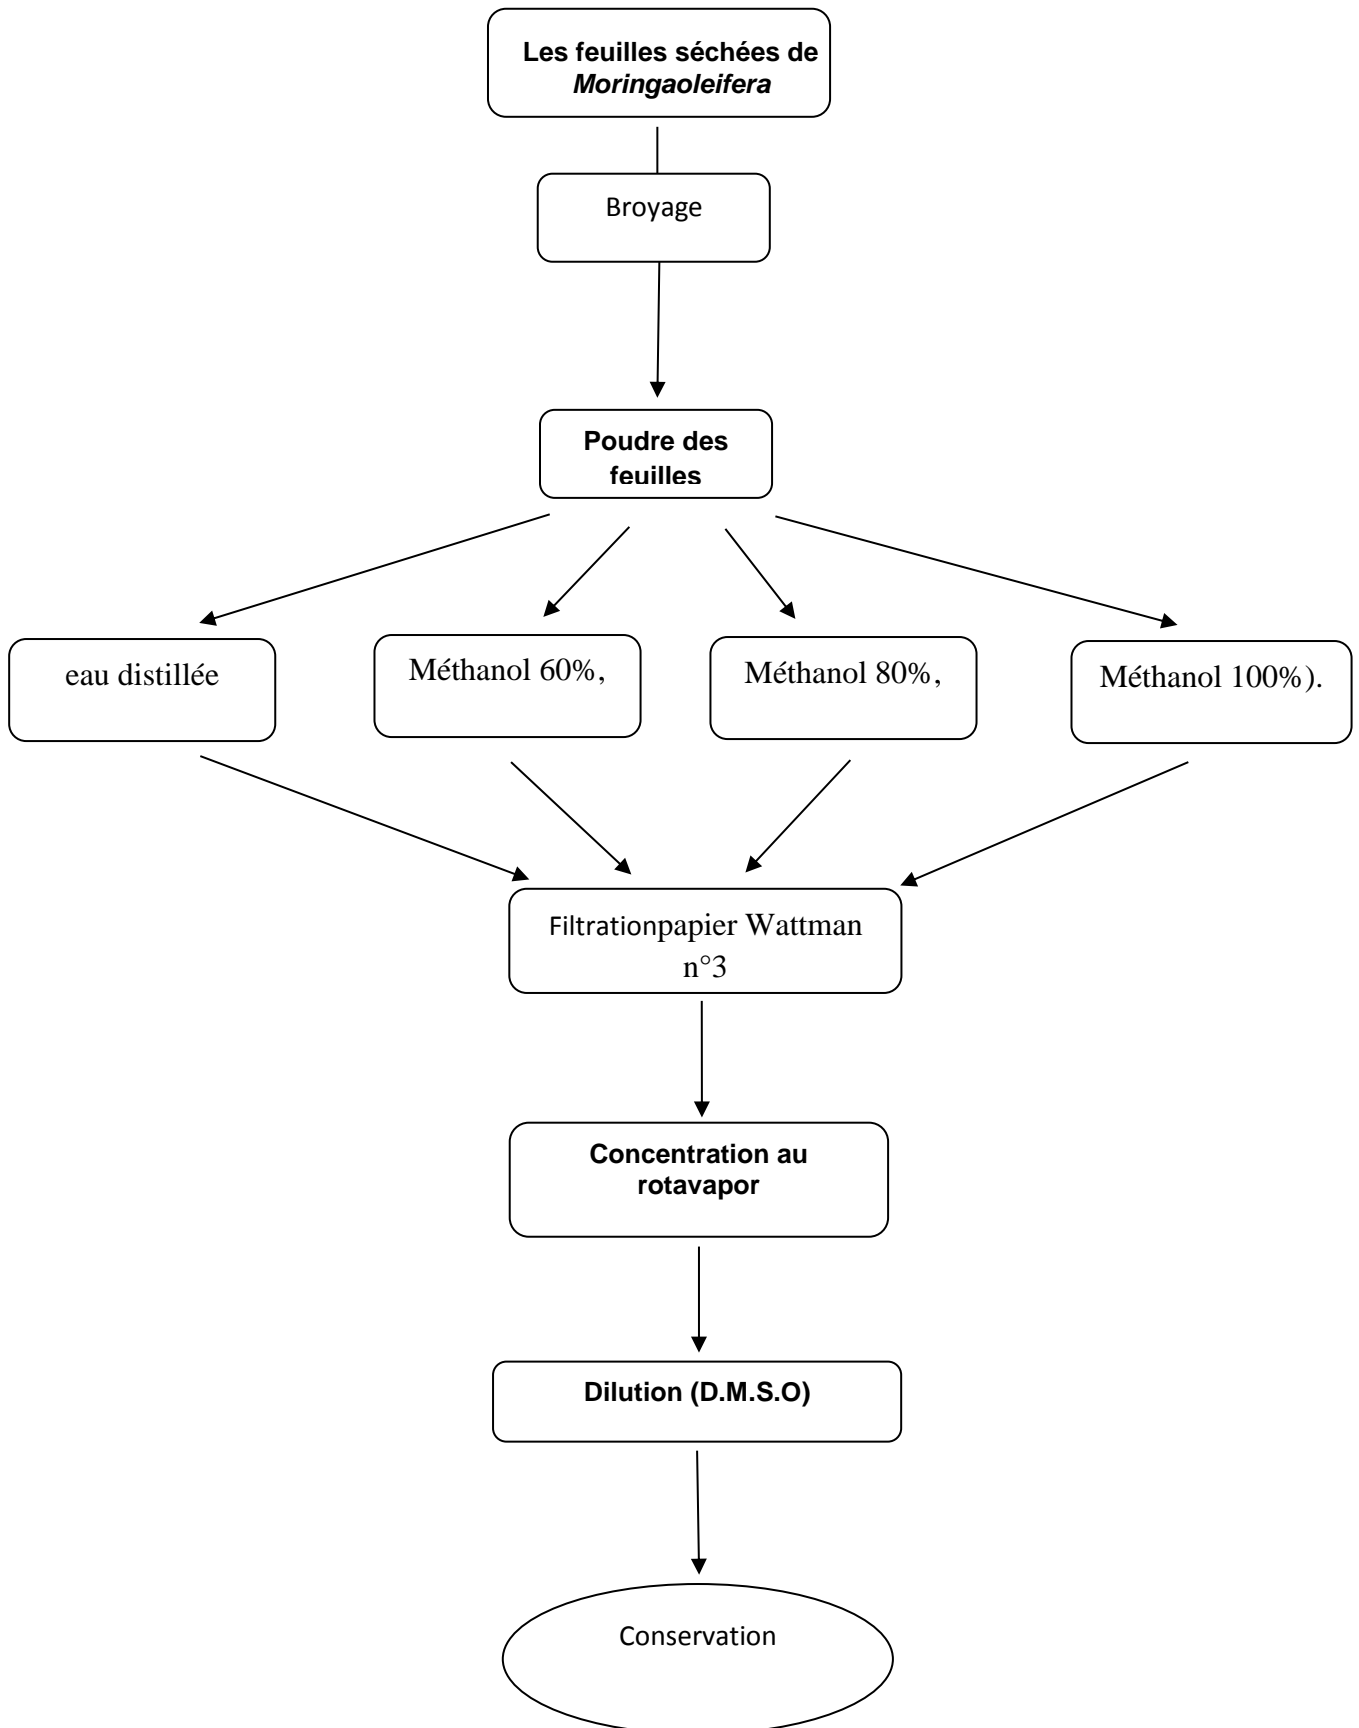 Les feuilles séchées de
Moringaoleifera
Broyage
Poudre des
feuilles
eau distillée
Méthanol 60%,
Méthanol 80%,
Méthanol 100%).
Filtrationpapier Wattman
n°3
Concentration au
rotavapor
Dilution (D.M.S.O)
Conservation